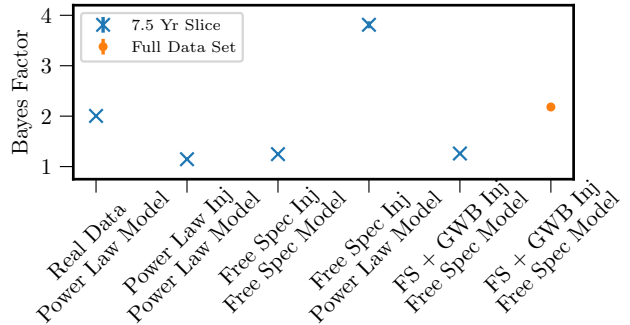 4
3
2
1
Bayes Factor
7.5 Yr Slice
Full Data Set
Real Data
Power Law Model
Power Law Inj
Power Law Model
Free Spec Inj
Free Spec Model
Free Spec Inj
Power Law Model
FS + GWB Inj
Free Spec Model
FS + GWB Inj
Free Spec Model